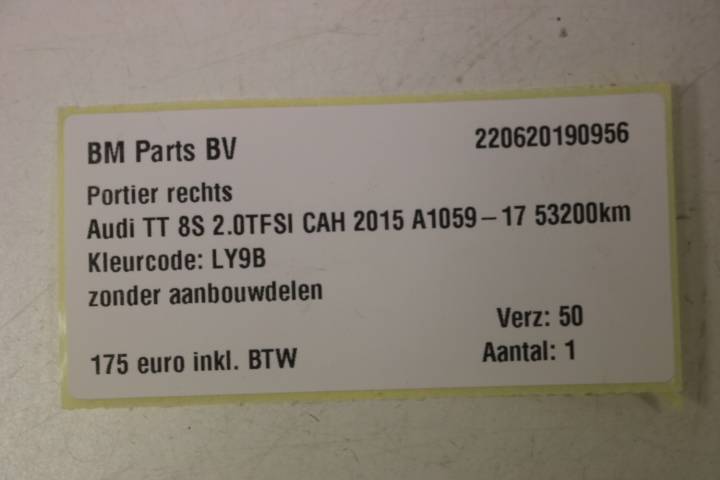 BM Parts BV 220620190956
Portier rechts
Audi TT 8S 2.0TFSI CAH 2015 A1059 – 17 53200km
Kleurcode: LY9B
zonder aanbouwdelen
Verz: 50
175 euro inkl. BTW Aantal: 1